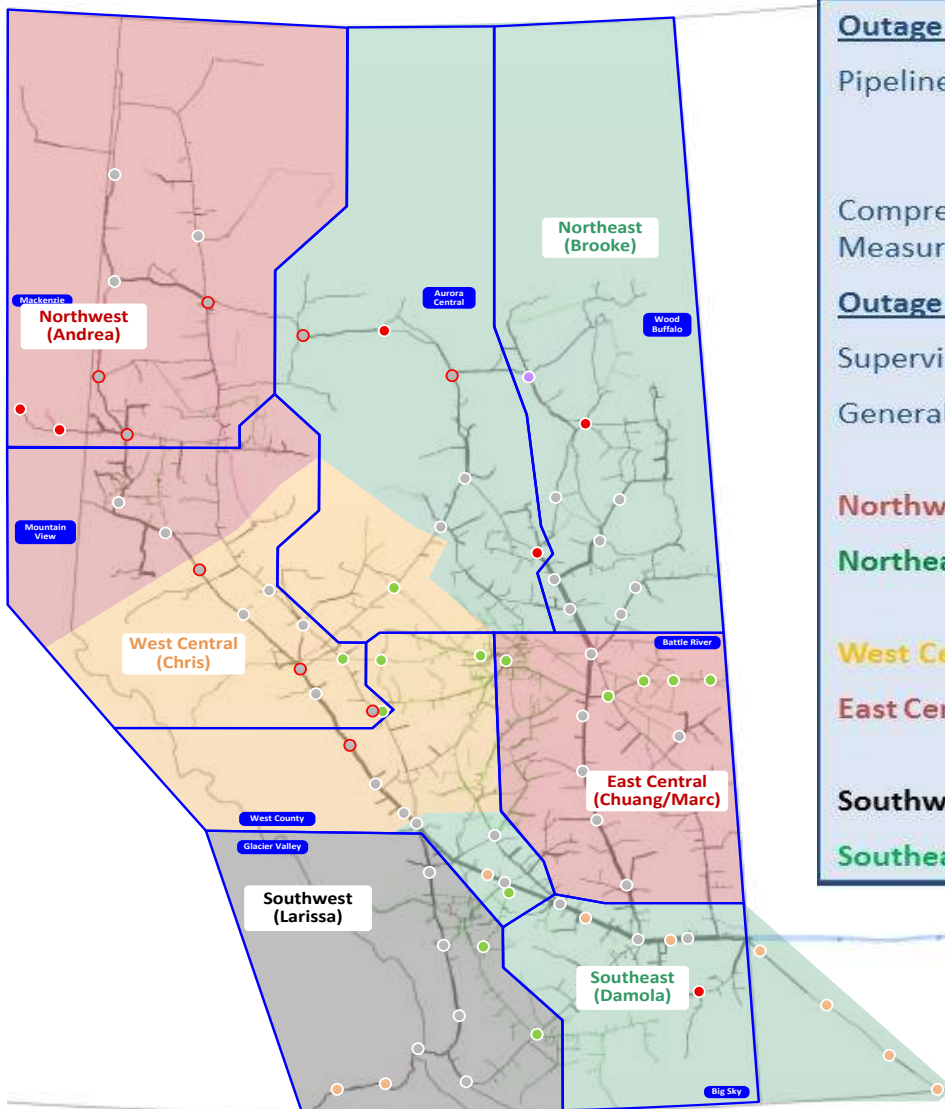 Outage
Pipeline
Compre
Measur
Outage
Supervi
General
Northw
Northea
West Ce
East Cen
Southw
Southea
Northeast
(Brooke)
Aurora
Central
Mackenzie
Northwest
(Andrea)
Wood
Buffalo
Mountain
View
West Central
(Chris)
Battle River
East Central
(Chuang/Marc)
West County
Glacier Valley
Southwest
(Larissa)
Southeast
(Damola)
Big Sky